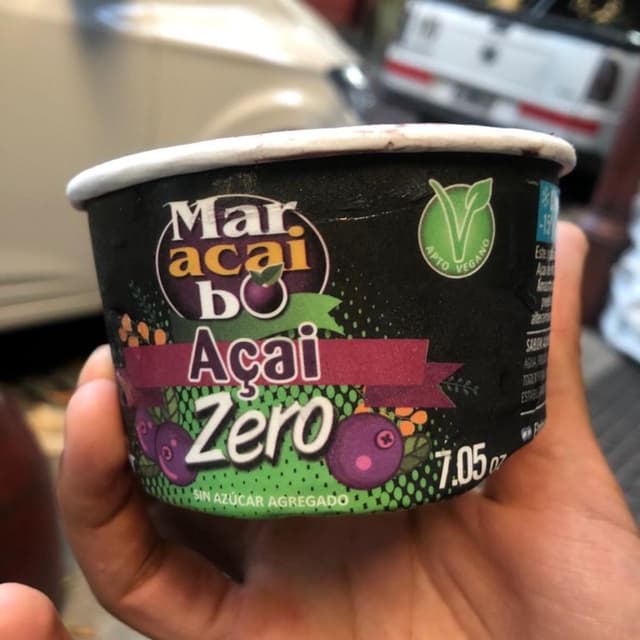 Mar
acai
bo
APTO VEGANO
Açai
Zero
SIN AZÚCAR AGREGADO
7.05 oz